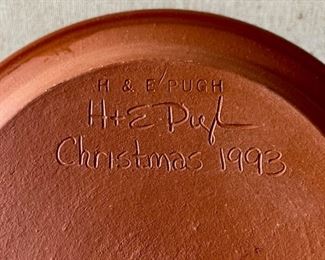 H & E/PUGH
H+E Pugh
Christmas 1993